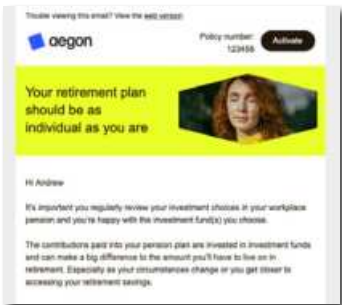 Trouble viewing this email? View the web version
aegon
Policy number:
123456
Activate
Your retirement plan
should be as
individual as you are
Hi Andrew
It's important you regularly review your investment choices in your workplace
pension and you're happy with the investment fund(s) you choose.
The contributions paid into your pension plan are invested in investment funds
and can make a big difference to the amount you'll have to live on in
retirement. Especially as your circumstances change or you get closer to
accessing your retirement savings.